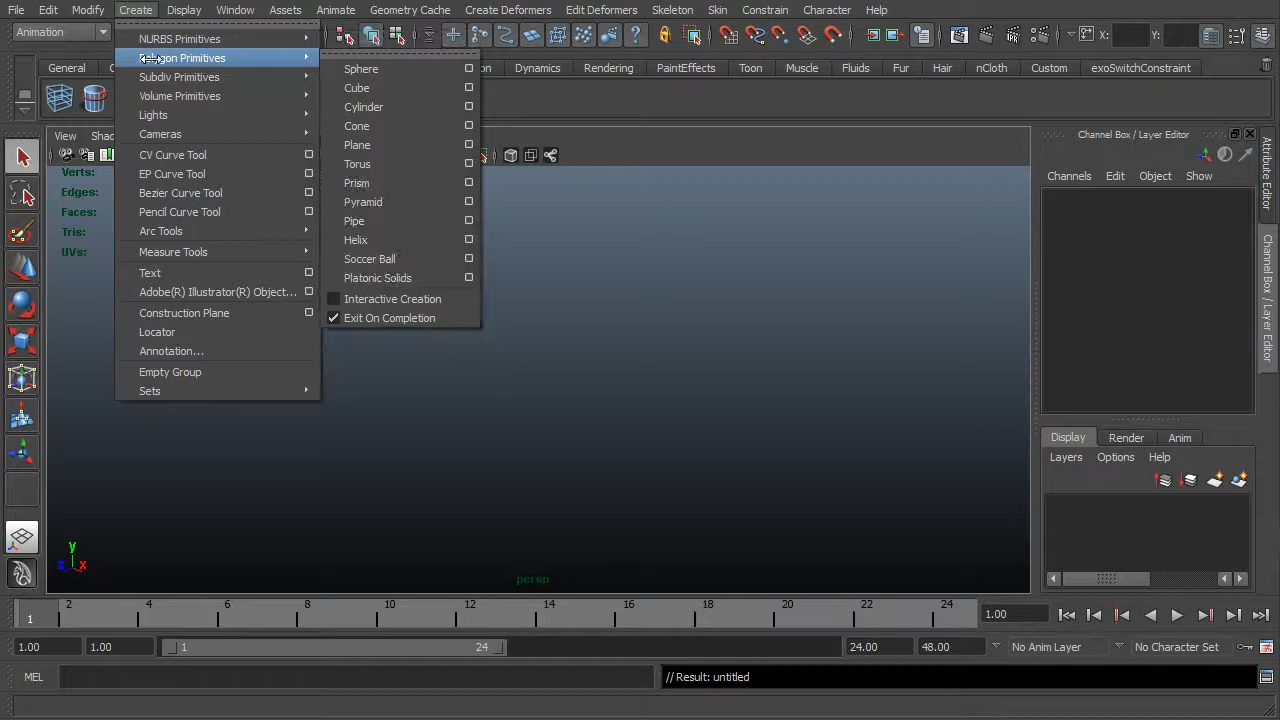 File Edit Modify Create Display Window Assets Animate Geometry Cache Create Deformers Edit Deformers Skeleton Skin Constrain Character
Animation X: Y:
General Dynamics Rendering PaintEffects Toon Muscle Fluids Fur Hair nCloth Custom exoSwitchConstraint
NURBS Primitives
Polygon Primitives
Subdiv Primitives
Volume Primitives
Lights
Cameras
CV Curve Tool
EP Curve Tool
Bezier Curve Tool
Pencil Curve Tool
Arc Tools
Measure Tools
Text
Adobe(R) Illustrator(R) Object...
Construction Plane
Locator
Annotation...
Empty Group
Sets
Sphere
Cube
Cylinder
Cone
Plane
Torus
Prism
Pyramid
Pipe
Helix
Soccer Ball
Platonic Solids
Interactive Creation
Exit On Completion
View
Verts:
Edges:
Faces:
Tris:
UVs:
y
z x
persp
Channel Box / Layer Editor
Channels Edit Object Show
Display Render Anim
Layers Options Help
Attribute Editor
Channel Box / Layer Editor
1 2 4 6 8 10 12 14 16 18 20 22 24 1.00
1.00 1.00 1 24 24.00 48.00 No Anim Layer No Character Set
MEL // Result: untitled